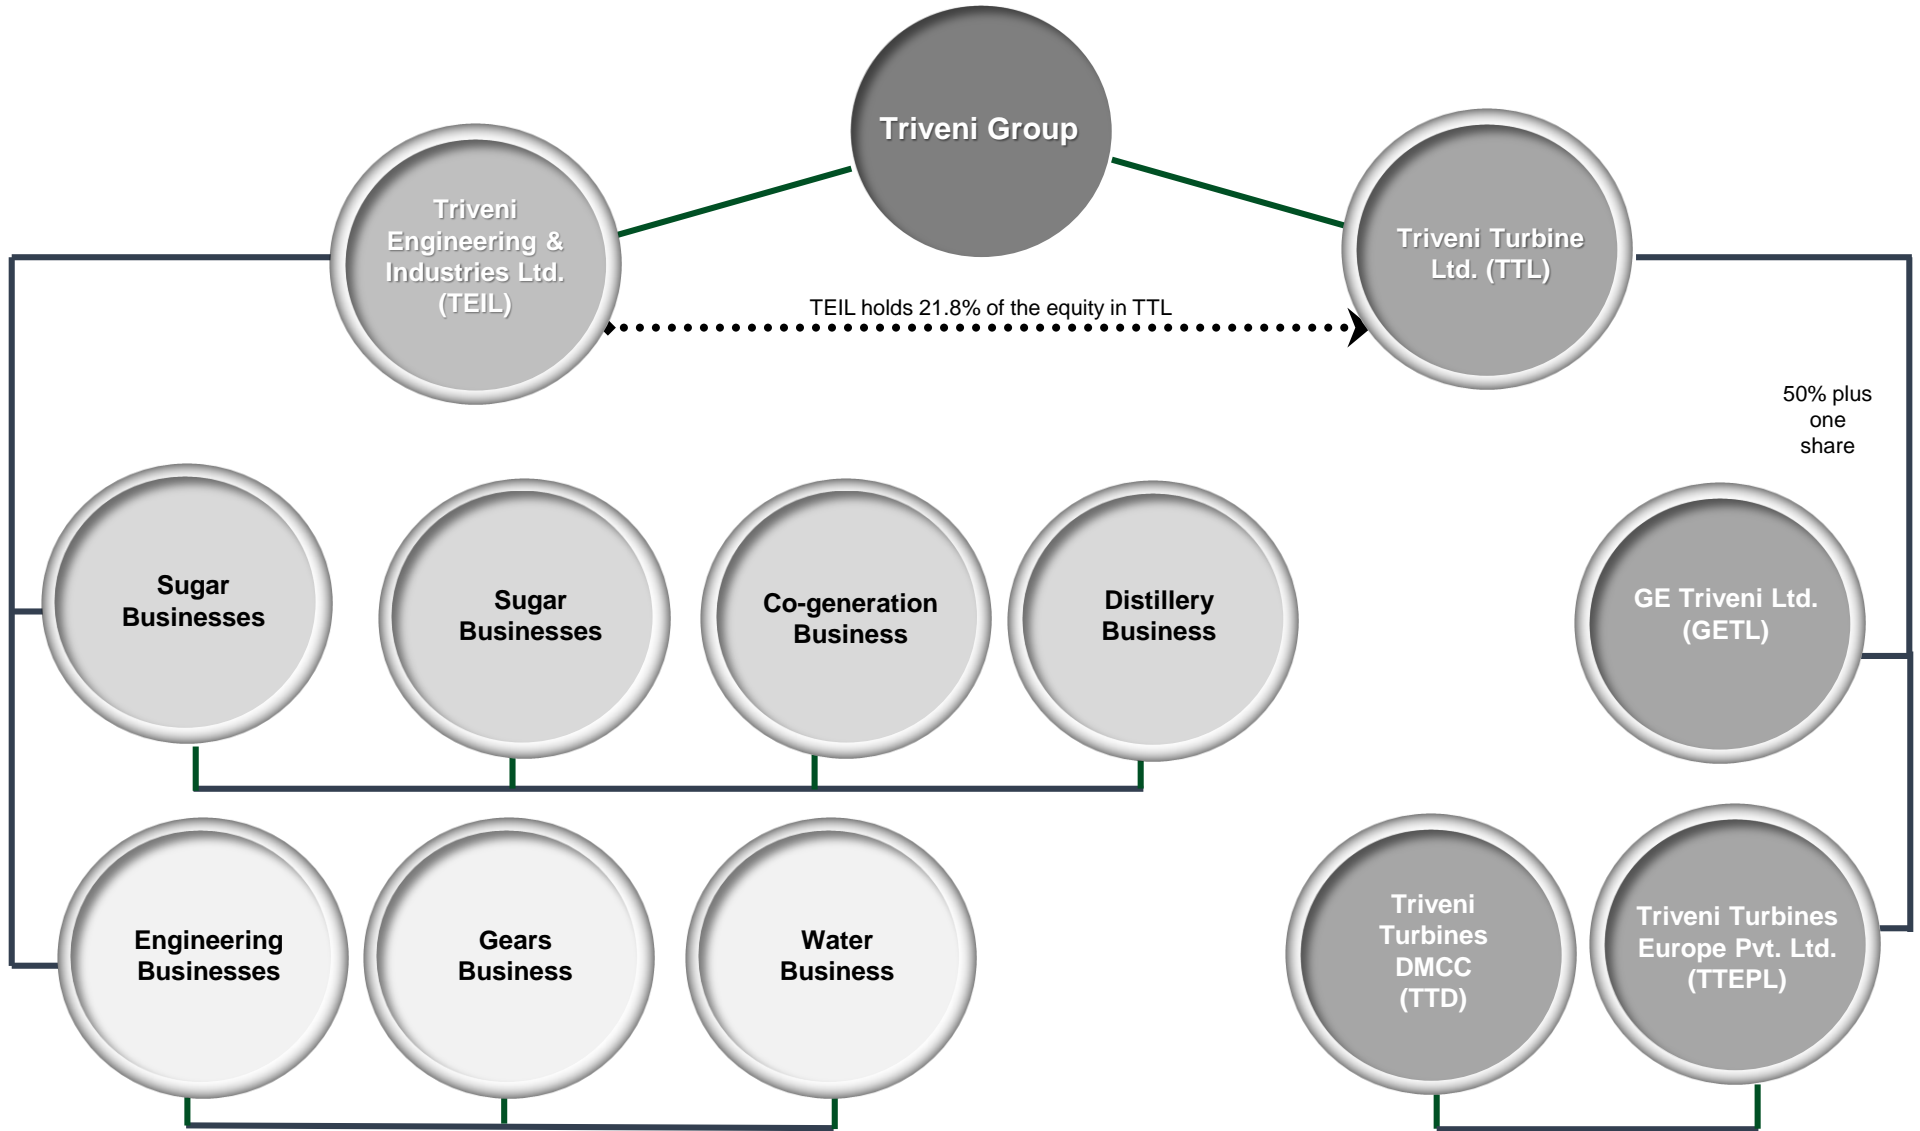 Triveni Group
Triveni
Engineering &
Industries Ltd.
(TEIL)
Triveni Turbine
Ltd. (TTL)
TEIL holds 21.8% of the equity in TTL
50% plus
one
share
Sugar
Businesses
Sugar
Businesses
Co-generation
Business
Distillery
Business
GE Triveni Ltd.
(GETL)
Engineering
Businesses
Gears
Business
Water
Business
Triveni
Turbines
DMCC
(TTD)
Triveni Turbines
Europe Pvt. Ltd.
(TTEPL)